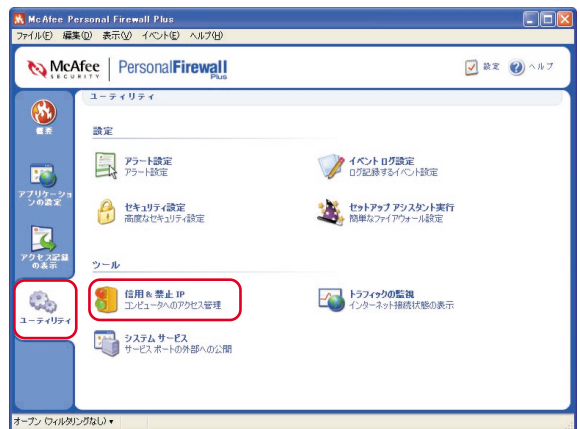 McAfee Personal Firewall Plus
ファイル(F) 編集(D) 表示(V) イベント(E) ヘルプ(H)
McAfee SECURITY PersonalFirewall Plus
設定 ヘルプ
ユーティリティ
概要
設定
アラート設定
アラート設定
イベント ログ設定
ログ記録するイベント設定
アプリケーションの設定
セキュリティ設定
高度なセキュリティ設定
セットアップ アシスタント実行
簡単なファイアウォール設定
アクセス記録の表示
ツール
ユーティリティ
信用 & 禁止 IP
コンピュータへのアクセス管理
トラフィックの監視
インターネット接続状態の表示
システム サービス
サービス ポートの外部への公開
オープン (フィルタリングなし)